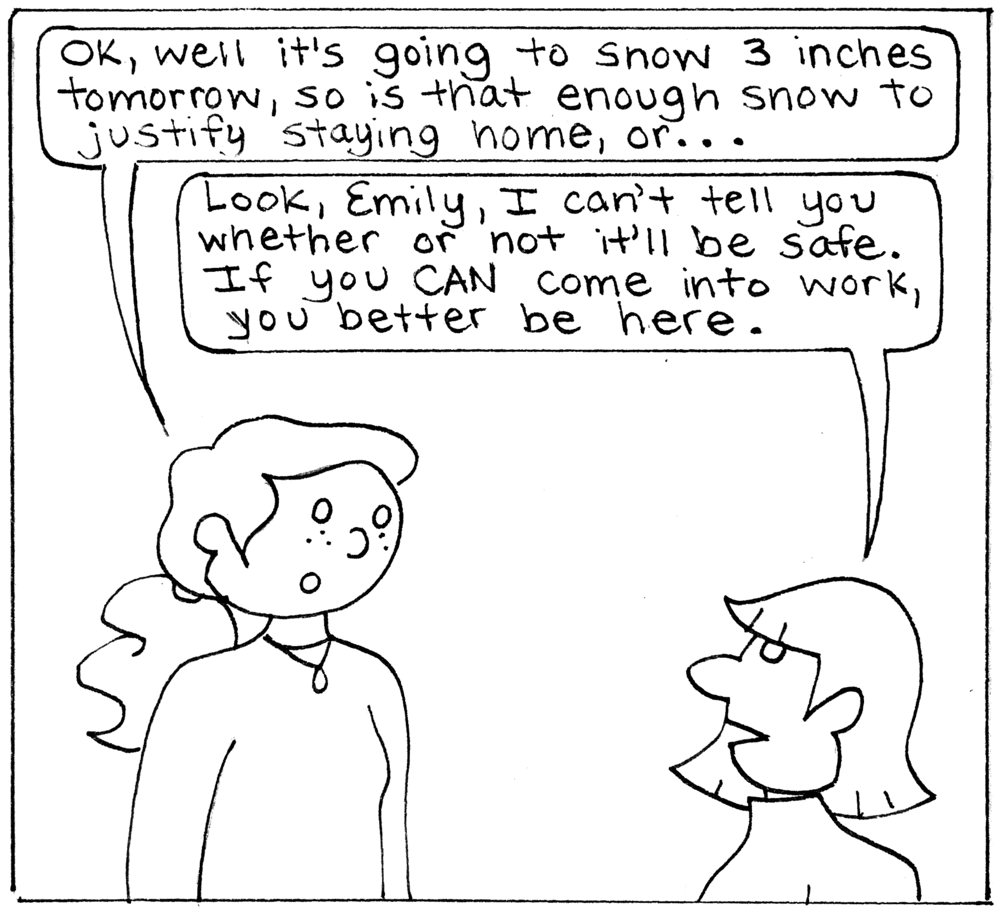 OK, well it's going to snow 3 inches
tomorrow, so is that enough snow to
justify staying home, or...
Look, Emily, I can't tell you
whether or not it'll be safe.
If you CAN come into work,
you better be here.